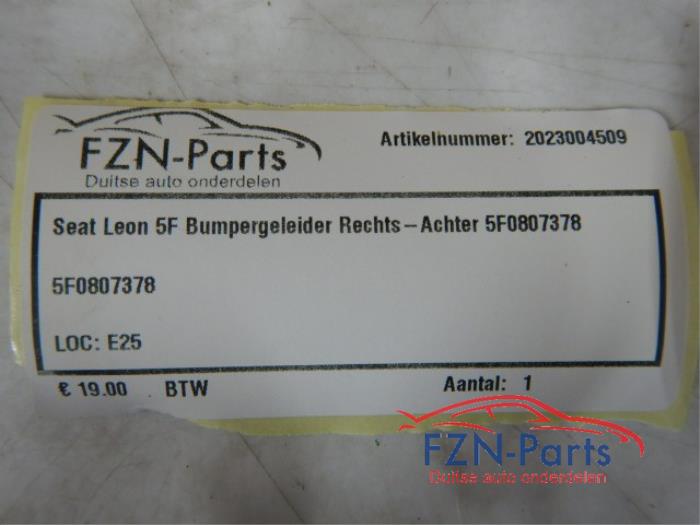 FZN-Parts
Duitse auto onderdelen
Artikelnummer: 2023004509
Seat Leon 5F Bumpergeleider Rechts-Achter 5F0807378
5F0807378
LOC: E25
€ 19.00 BTW
Aantal: 1
FZN-Parts
Duitse auto onderdelen